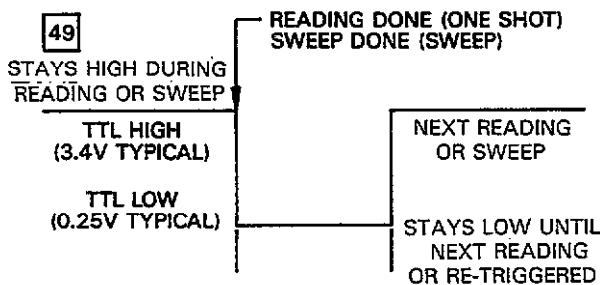 49
READING DONE (ONE SHOT)
SWEEP DONE (SWEEP)
STAYS HIGH DURING
READING OR SWEEP
TTL HIGH
(3.4V TYPICAL)
NEXT READING
OR SWEEP
TTL LOW
(0.25V TYPICAL)
STAYS LOW UNTIL
NEXT READING
OR RE-TRIGGERED